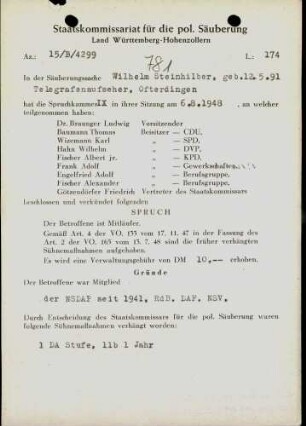 Staatskommissariat für die pol. Säuberung
Land Württemberg-Hohenzollern
Az.: 15/B/4299
781
L.: 174
In der Säuberungssache Wilhelm Steinhilber, geb.12.5.91
Telegrafenaufseher, Ofterdingen
hat die Spruchkammer IX in ihrer Sitzung am 6.8.1948 , an welcher
teilgenommen haben:
Dr. Braunger Ludwig Vorsitzender
Baumann Thomas Beisitzer — CDU,
Wizemann Karl „ — SPD,
Hahn Wilhelm „ — DVP,
Fischer Albert jr. „ — KPD,
Frank Adolf „ — Gewerkschaften
Engelfried Adolf „ — Berufsgruppe,
Fischer Alexander „ — Berufsgruppe,
Götzendörfer Friedrich Vertreter des Staatskommissars
beschlossen und verkündet folgenden
SPRUCH
Der Betroffene ist Mitläufer.
Gemäß Art. 4 der VO. 133 vom 17. 11. 47 in der Fassung des
Art. 2 der VO. 165 vom 13. 7. 48 sind die früher verhängten
Sühnemaßnahmen aufgehoben.
Es wird eine Verwaltungsgebühr von DM 10,-- erhoben.
Gründe
Der Betroffene war Mitglied
der NSDAF seit 1941, RdB. DAF. NSV.
Durch Entscheidung des Staatskommissars für die pol. Säuberung waren
folgende Sühnemaßnahmen verhängt worden:
1 DA Stufe, 11b 1 Jahr